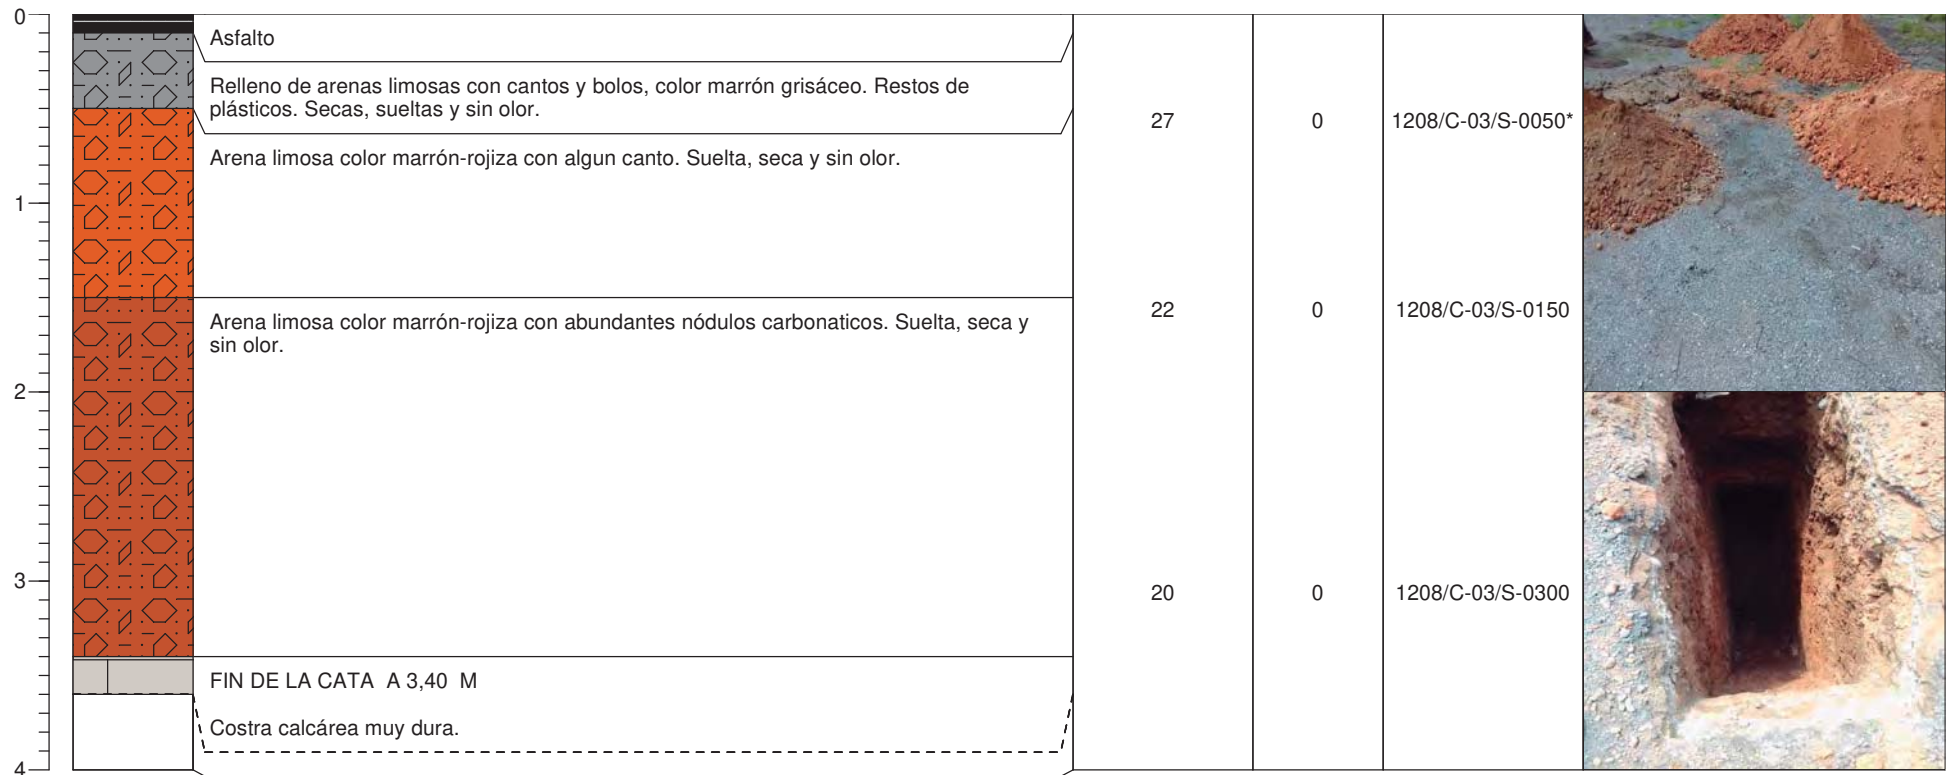 0
Asfalto
Relleno de arenas limosas con cantos y bolos, color marrón grisáceo. Restos de
plásticos. Secas, sueltas y sin olor.
27 0 1208/C-03/S-0050*
Arena limosa color marrón-rojiza con algun canto. Suelta, seca y sin olor.
1
22 0 1208/C-03/S-0150
Arena limosa color marrón-rojiza con abundantes nódulos carbonaticos. Suelta, seca y
sin olor.
2
3
20 0 1208/C-03/S-0300
FIN DE LA CATA A 3,40 M
Costra calcárea muy dura.
4